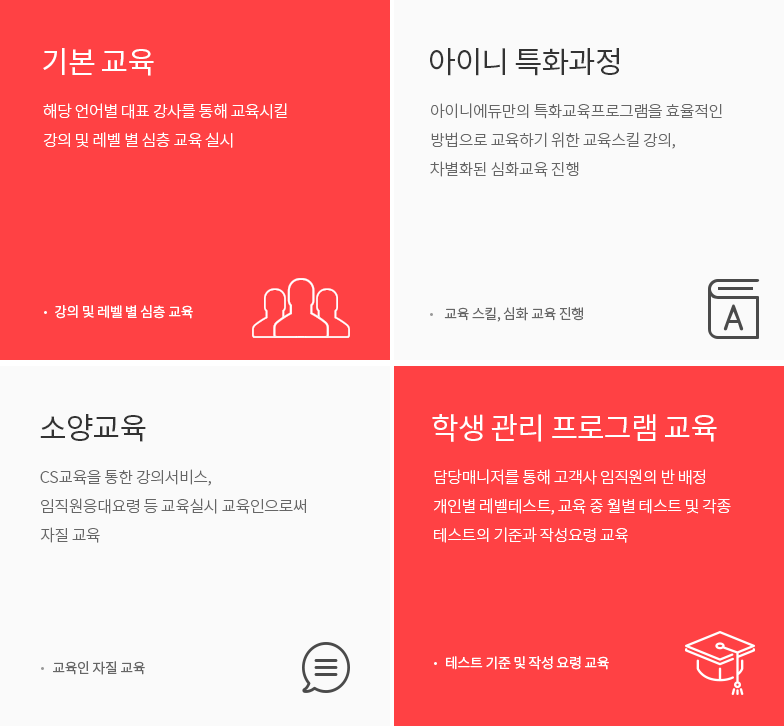 기본 교육
해당 언어별 대표 강사를 통해 교육시킬
강의 및 레벨 별 심층 교육 실시
• 강의 및 레벨 별 심층 교육
아이니 특화과정
아이니에듀만의 특화교육프로그램을 효율적인
방법으로 교육하기 위한 교육스킬 강의,
차별화된 심화교육 진행
• 교육 스킬, 심화 교육 진행
A
소양교육
CS교육을 통한 강의서비스,
임직원응대요령 등 교육실시 교육인으로써
자질 교육
• 교육인 자질 교육
학생 관리 프로그램 교육
담당매니저를 통해 고객사 임직원의 반 배정
개인별 레벨테스트, 교육 중 월별 테스트 및 각종
테스트의 기준과 작성요령 교육
• 테스트 기준 및 작성 요령 교육